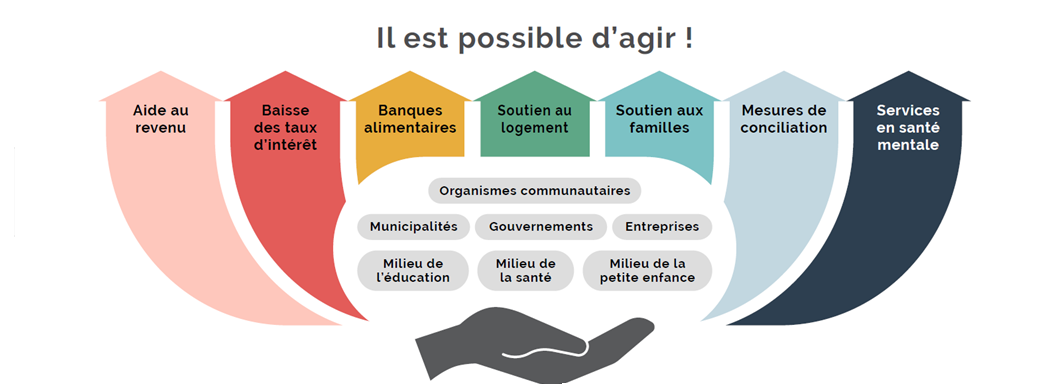 Il est possible d’agir !
Aide au
revenu
Baisse
des taux
d’intérêt
Banques
alimentaires
Soutien au
logement
Soutien aux
familles
Mesures de
conciliation
Services
en santé
mentale
Organismes communautaires
Municipalités
Gouvernements
Entreprises
Milieu de
l’éducation
Milieu de
la santé
Milieu de la
petite enfance